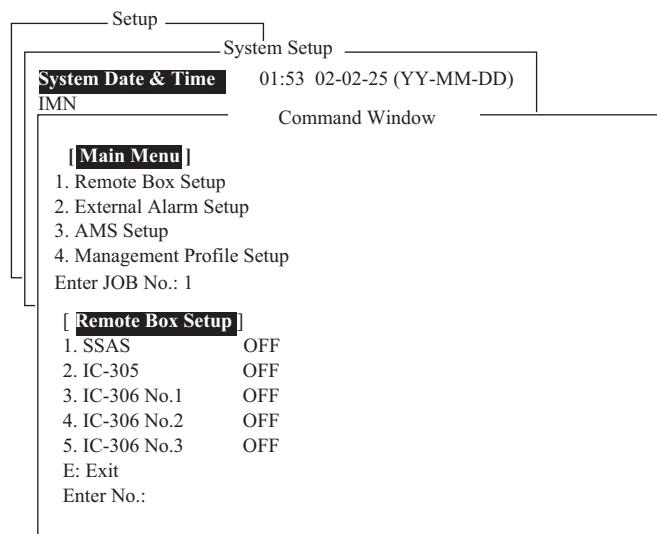 Setup
System Setup
System Date & Time 01:53 02-02-25 (YY-MM-DD)
IMN
Command Window
[ Main Menu ]
1. Remote Box Setup
2. External Alarm Setup
3. AMS Setup
4. Management Profile Setup
Enter JOB No.: 1
[ Remote Box Setup ]
1. SSAS OFF
2. IC-305 OFF
3. IC-306 No.1 OFF
4. IC-306 No.2 OFF
5. IC-306 No.3 OFF
E: Exit
Enter No.: